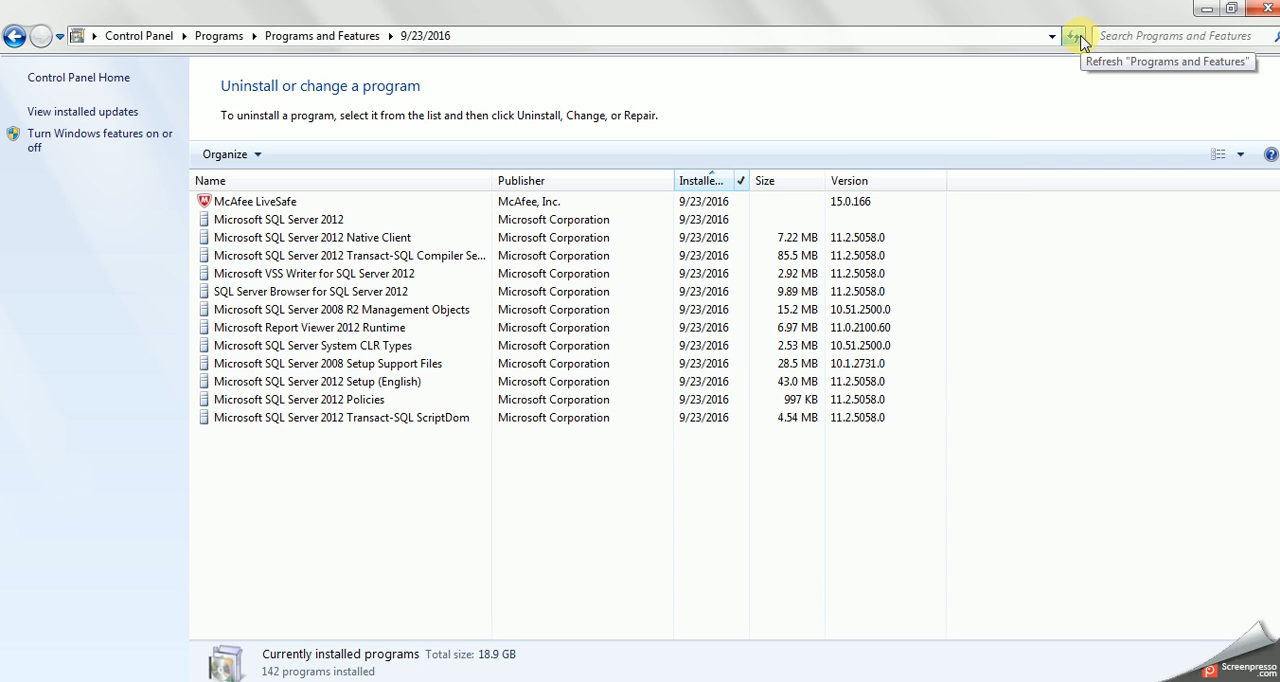 Control Panel Programs Programs and Features 9/23/2016 Search Programs and Features
Refresh "Programs and Features"
Control Panel Home
View installed updates
Turn Windows features on or
off
Uninstall or change a program
To uninstall a program, select it from the list and then click Uninstall, Change, or Repair.
Organize
Name Publisher Installe... Size Version
McAfee LiveSafe McAfee, Inc. 9/23/2016 15.0.166
Microsoft SQL Server 2012 Microsoft Corporation 9/23/2016
Microsoft SQL Server 2012 Native Client Microsoft Corporation 9/23/2016 7.22 MB 11.2.5058.0
Microsoft SQL Server 2012 Transact-SQL Compiler Se... Microsoft Corporation 9/23/2016 85.5 MB 11.2.5058.0
Microsoft VSS Writer for SQL Server 2012 Microsoft Corporation 9/23/2016 2.92 MB 11.2.5058.0
SQL Server Browser for SQL Server 2012 Microsoft Corporation 9/23/2016 9.89 MB 11.2.5058.0
Microsoft SQL Server 2008 R2 Management Objects Microsoft Corporation 9/23/2016 15.2 MB 10.51.2500.0
Microsoft Report Viewer 2012 Runtime Microsoft Corporation 9/23/2016 6.97 MB 11.0.2100.60
Microsoft SQL Server System CLR Types Microsoft Corporation 9/23/2016 2.53 MB 10.51.2500.0
Microsoft SQL Server 2008 Setup Support Files Microsoft Corporation 9/23/2016 28.5 MB 10.1.2731.0
Microsoft SQL Server 2012 Setup (English) Microsoft Corporation 9/23/2016 43.0 MB 11.2.5058.0
Microsoft SQL Server 2012 Policies Microsoft Corporation 9/23/2016 997 KB 11.2.5058.0
Microsoft SQL Server 2012 Transact-SQL ScriptDom Microsoft Corporation 9/23/2016 4.54 MB 11.2.5058.0
Currently installed programs Total size: 18.9 GB
142 programs installed
Screenpresso
.com